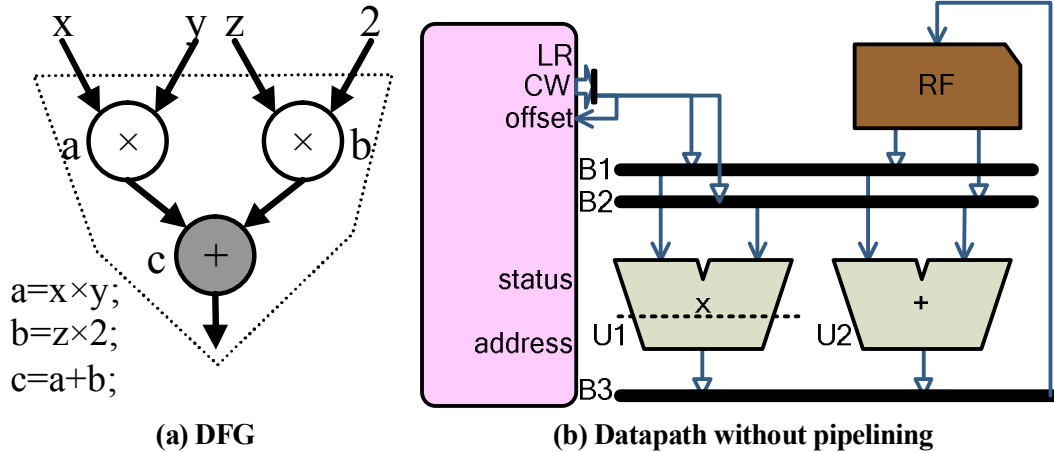 x y z 2
a × × b
c +
a=x×y;
b=z×2;
c=a+b;
(a) DFG
LR
CW
offset
status
address
RF
B1
B2
x
+
U1
U2
B3
(b) Datapath without pipelining